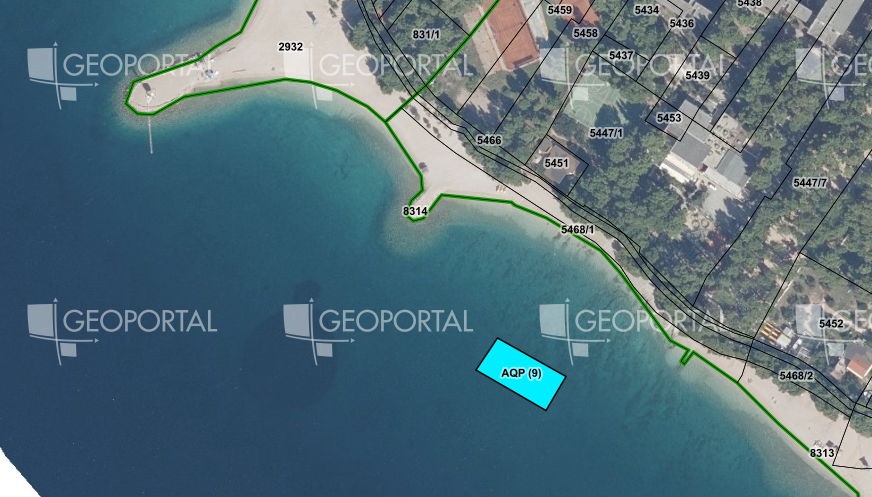 5438
5459
5434
5436
831/1
5458
2932
5437
GEOPORTAL
GEOPORTAL
GEOPORTAL
GEOPORTAL
5439
5453
5447/1
5466
5451
5447/7
8314
5468/1
GEOPORTAL
GEOPORTAL
GEOPORTAL
GEOPORTAL
5452
AQP (9)
5468/2
8313